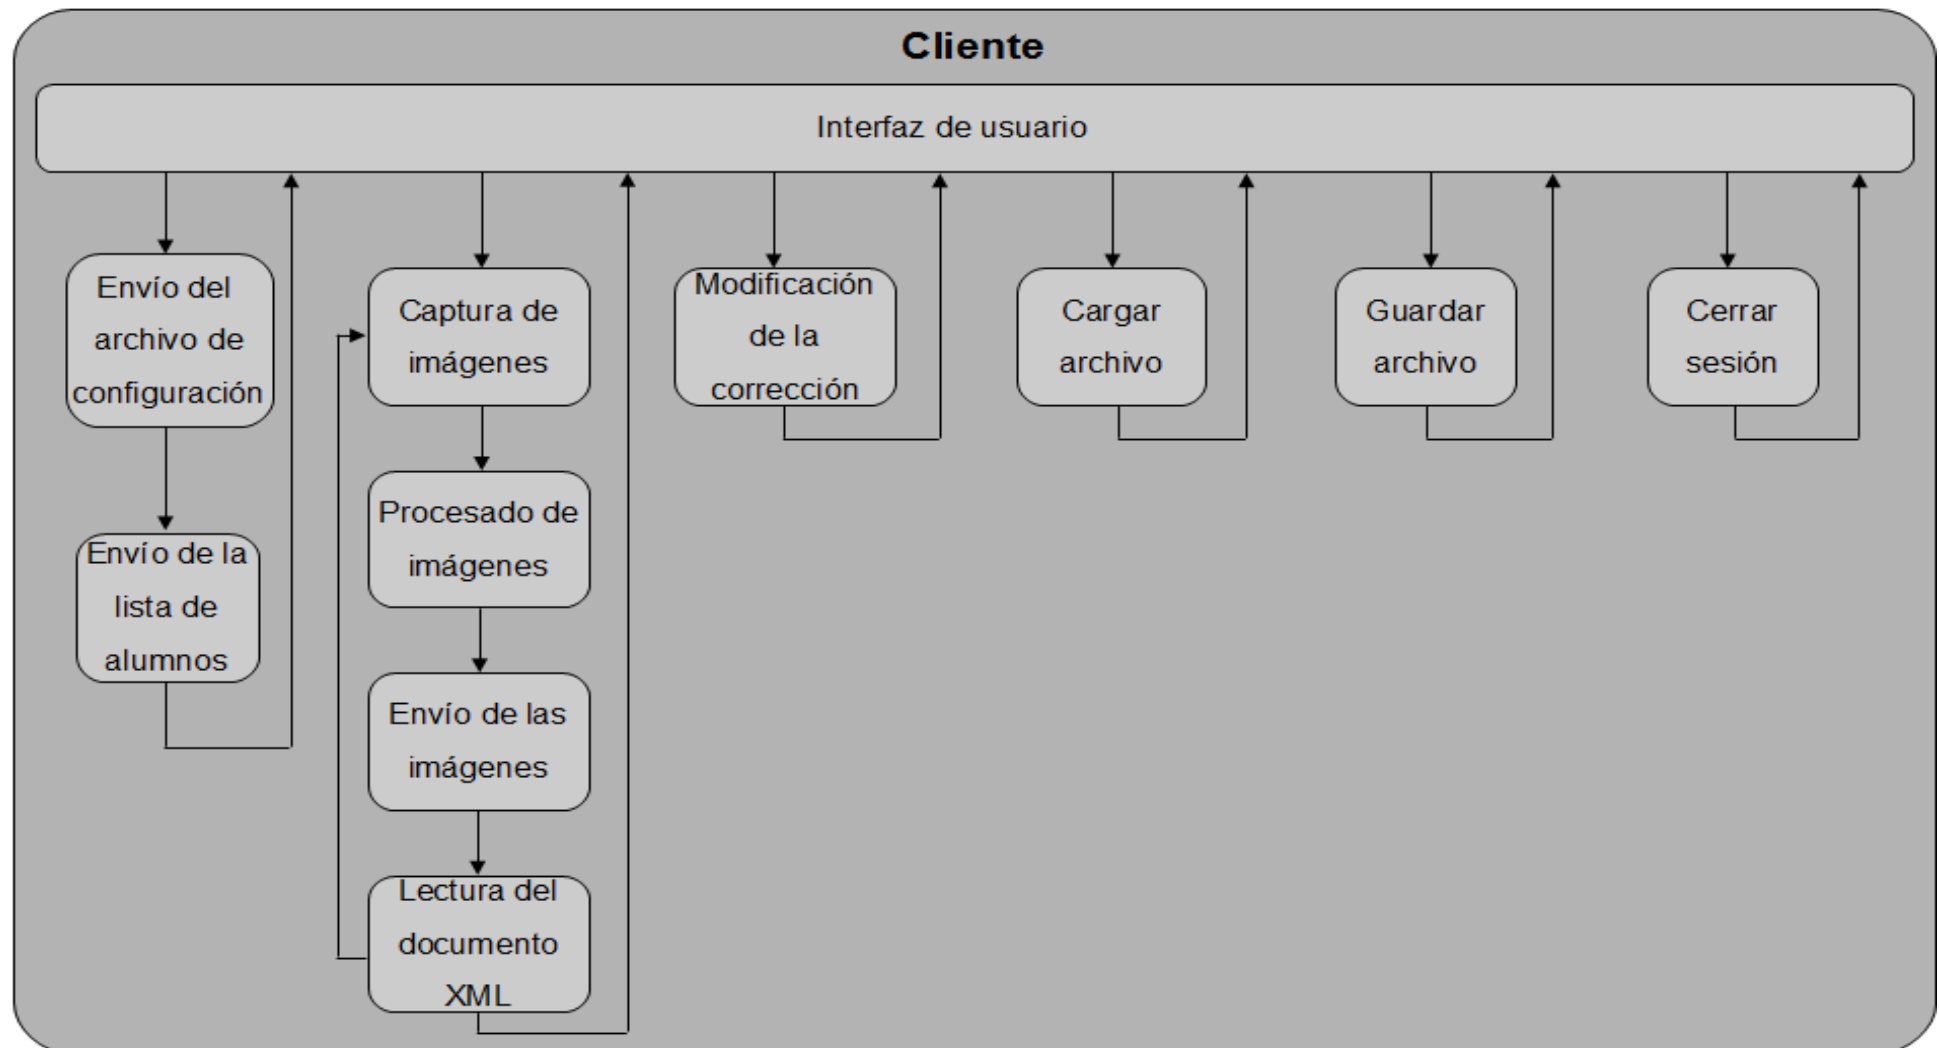 Cliente
Interfaz de usuario
Envío del
archivo de
configuración
Envío de la
lista de
alumnos
Captura de
imágenes
Procesado de
imágenes
Envío de las
imágenes
Lectura del
documento
XML
Modificación
de la
corrección
Cargar
archivo
Guardar
archivo
Cerrar
sesión